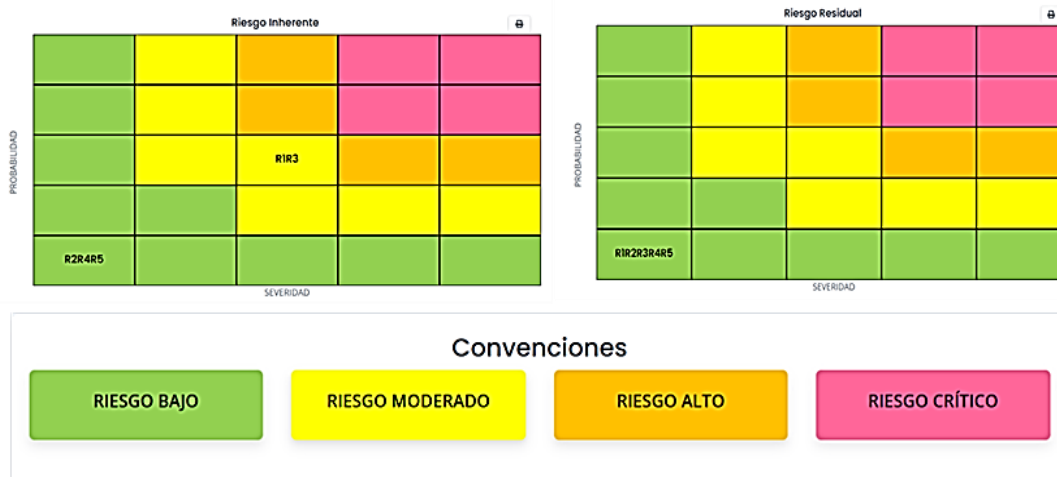 Riesgo Inherente
PROBABILIDAD
R1R3
R2R4R5
SEVERIDAD
Riesgo Residual
PROBABILIDAD
R1R2R3R4R5
SEVERIDAD
Convenciones
RIESGO BAJO
RIESGO MODERADO
RIESGO ALTO
RIESGO CRÍTICO